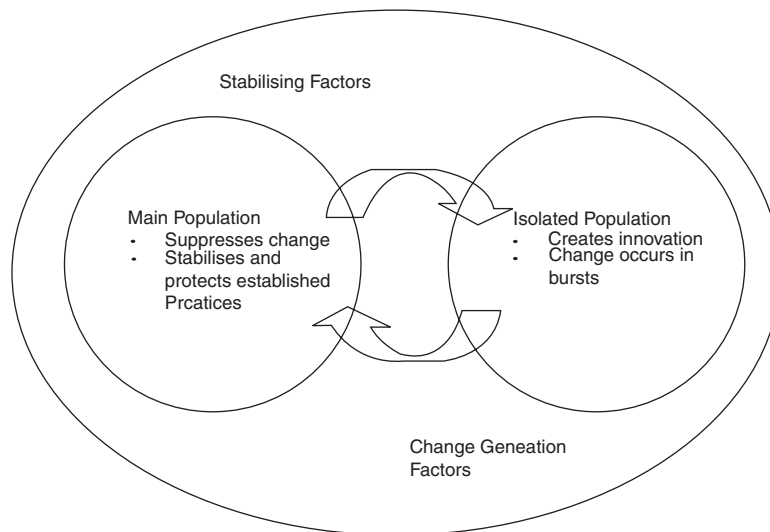 Stabilising Factors
Main Population
• Suppresses change
• Stabilises and
protects established
Prcatices
Isolated Population
• Creates innovation
• Change occurs in
bursts
Change Geneation
Factors